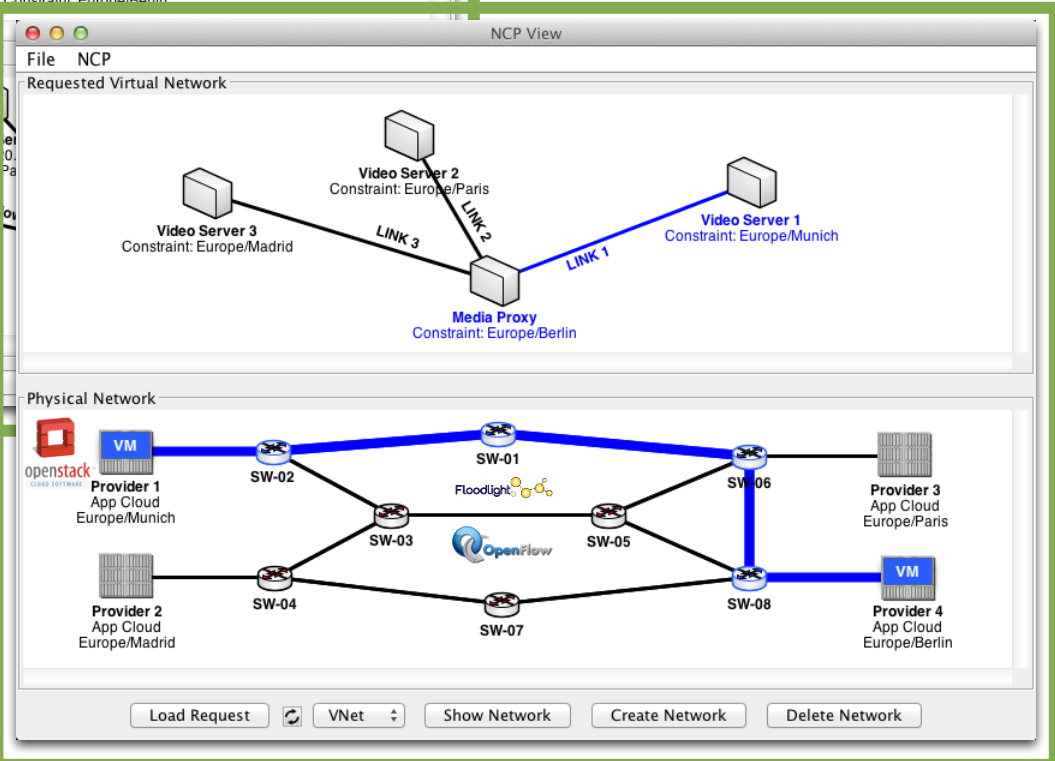 Constraint: Europe/Berlin
NCP View
File NCP
Requested Virtual Network
Video Server 2
Constraint: Europe/Paris
Video Server 3
Constraint: Europe/Madrid
Video Server 1
Constraint: Europe/Munich
LINK 3
LINK 2
LINK 1
Media Proxy
Constraint: Europe/Berlin
Physical Network
openstack
CLOUD SOFTWARE
VM
Provider 1
App Cloud
Europe/Munich
SW-02
SW-01
SW-06
Provider 3
App Cloud
Europe/Paris
Floodlight
SW-03
OpenFlow
SW-05
VM
Provider 2
App Cloud
Europe/Madrid
SW-04
SW-07
SW-08
Provider 4
App Cloud
Europe/Berlin
Load Request
VNet
Show Network
Create Network
Delete Network